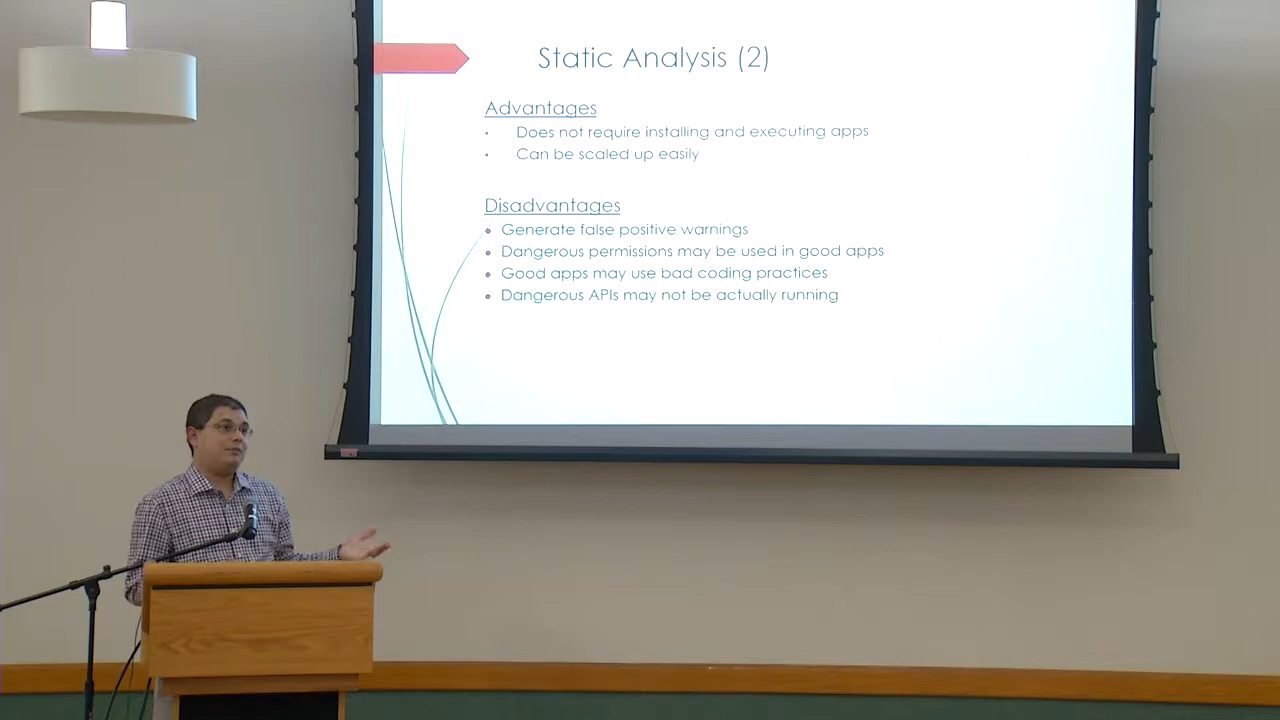 Static Analysis (2)
Advantages
• Does not require installing and executing apps
• Can be scaled up easily
Disadvantages
• Generate false positive warnings
• Dangerous permissions may be used in good apps
• Good apps may use bad coding practices
• Dangerous APIs may not be actually running